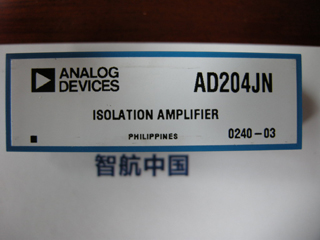 ANALOG DEVICES AD204JN
ISOLATION AMPLIFIER
PHILIPPINES 0240-03
智航中国